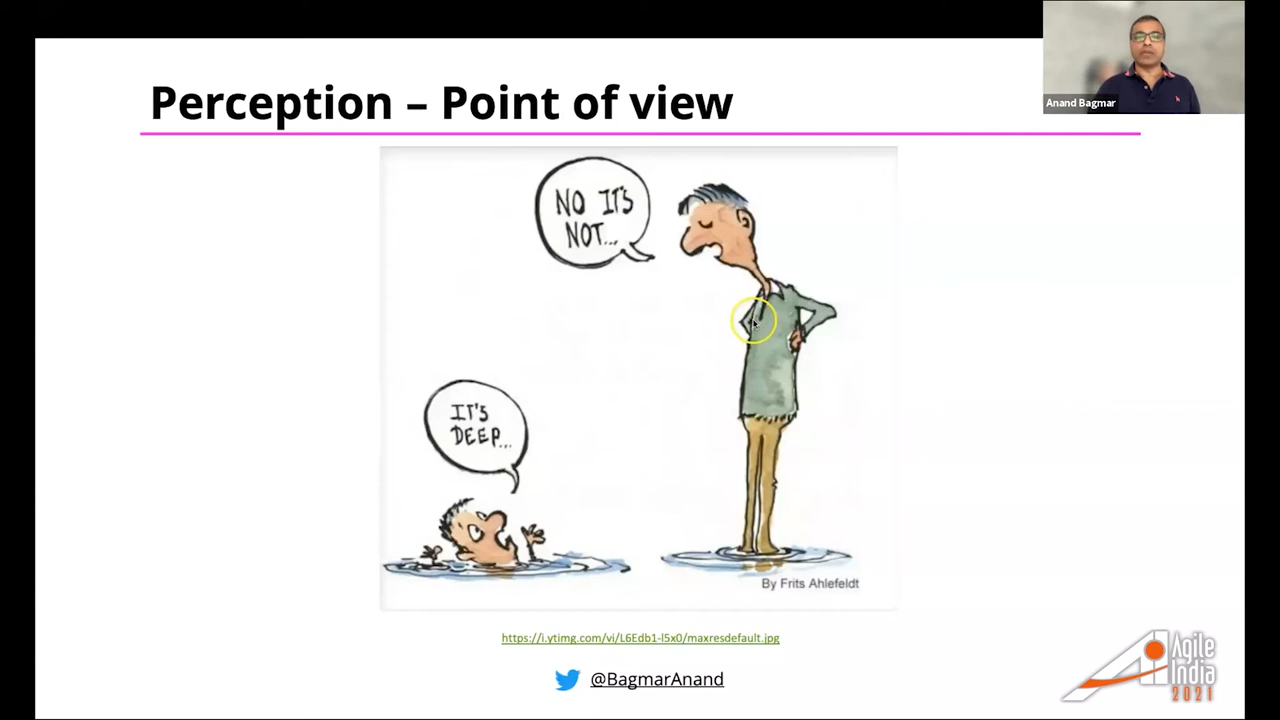 Perception – Point of view
Anand Bagmar
NO IT'S
NOT...
IT'S
DEEP...
By Frits Ahlefeldt
https://i.ytimg.com/vi/L6Edb1-l5x0/maxresdefault.jpg
@BagmarAnand
Agile
India
2021